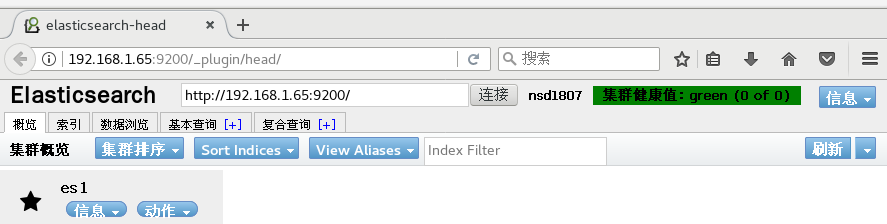 elasticsearch-head
192.168.1.65:9200/_plugin/head/
搜索
Elasticsearch http://192.168.1.65:9200/ 连接 nsd1807 集群健康值: green (0 of 0) 信息
概览 索引 数据浏览 基本查询 [+] 复合查询 [+]
集群概览 集群排序 Sort Indices View Aliases Index Filter 刷新
es1
信息 动作